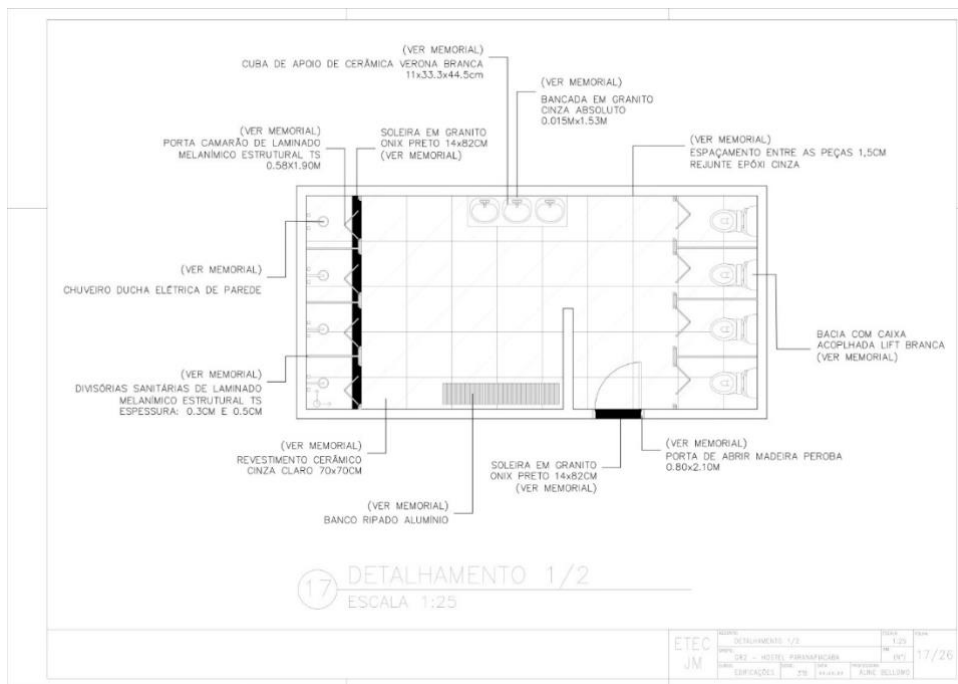 (VER MEMORIAL)
CUBA DE APOIO DE CERÂMICA VERONA BRANCA
11x33.3x44.5cm
(VER MEMORIAL)
BANCADA EM GRANITO
CINZA ABSOLUTO
0.015Mx1.53M
(VER MEMORIAL)
PORTA CAMARÃO DE LAMINADO
MELANÍMICO ESTRUTURAL TS
0.58X1.90M
SOLEIRA EM GRANITO
ONIX PRETO 14x82CM
(VER MEMORIAL)
(VER MEMORIAL)
ESPAÇAMENTO ENTRE AS PEÇAS 1,5CM
REJUNTE EPÓXI CINZA
(VER MEMORIAL)
CHUVEIRO DUCHA ELÉTRICA DE PAREDE
BACIA COM CAIXA
ACOPLHADA LIFT BRANCA
(VER MEMORIAL)
(VER MEMORIAL)
DIVISÓRIAS SANITÁRIAS DE LAMINADO
MELANÍMICO ESTRUTURAL TS
ESPESSURA: 0.3CM E 0.5CM
(VER MEMORIAL)
REVESTIMENTO CERÂMICO
CINZA CLARO 70x70CM
SOLEIRA EM GRANITO
ONIX PRETO 14x82CM
(VER MEMORIAL)
(VER MEMORIAL)
PORTA DE ABRIR MADEIRA PEROBA
0.80x2.10M
(VER MEMORIAL)
BANCO RIPADO ALUMÍNIO
17
DETALHAMENTO 1/2
ESCALA 1:25
ETEC
JM
DETALHAMENTO 1/2
1:25
GR2 - HOSTEL PARANAPIACABA
17/26
EDIFICAÇÕES